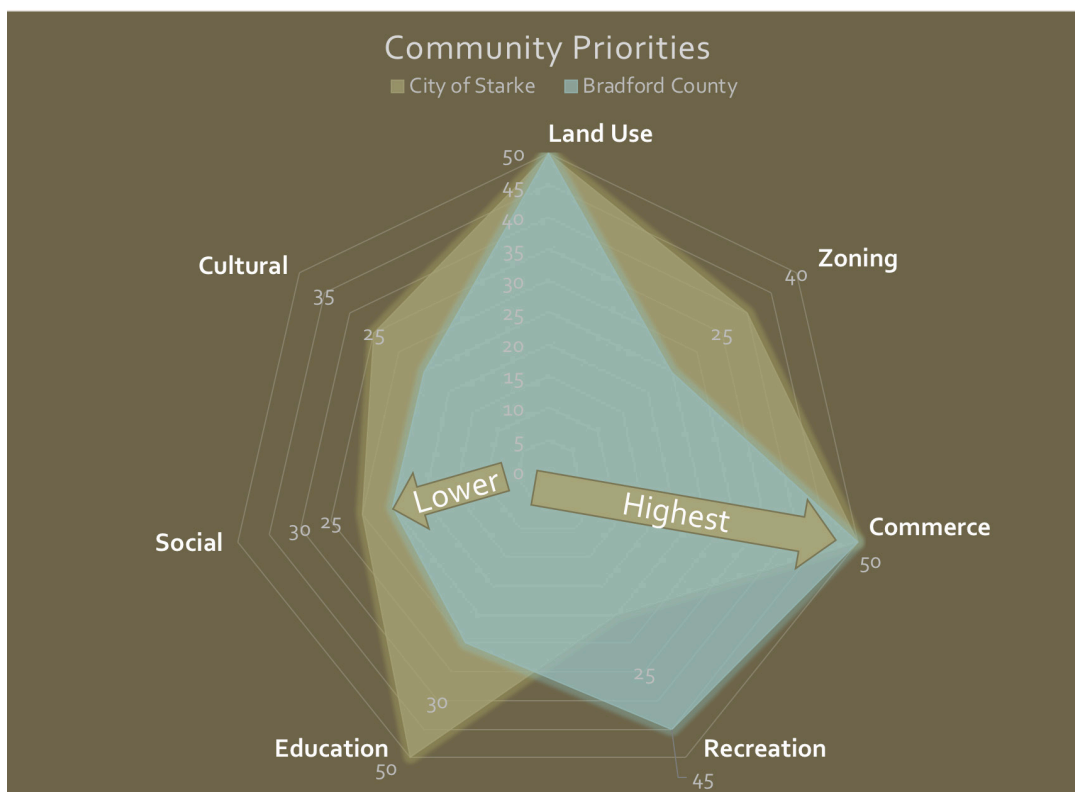 Community Priorities
City of Starke Bradford County
Land Use
50
45
40
35
30
25
20
15
10
5
0
Zoning
40
25
Cultural
35
25
Lower
Highest
Commerce
50
Social
30
25
25
30
Education
50
Recreation
45